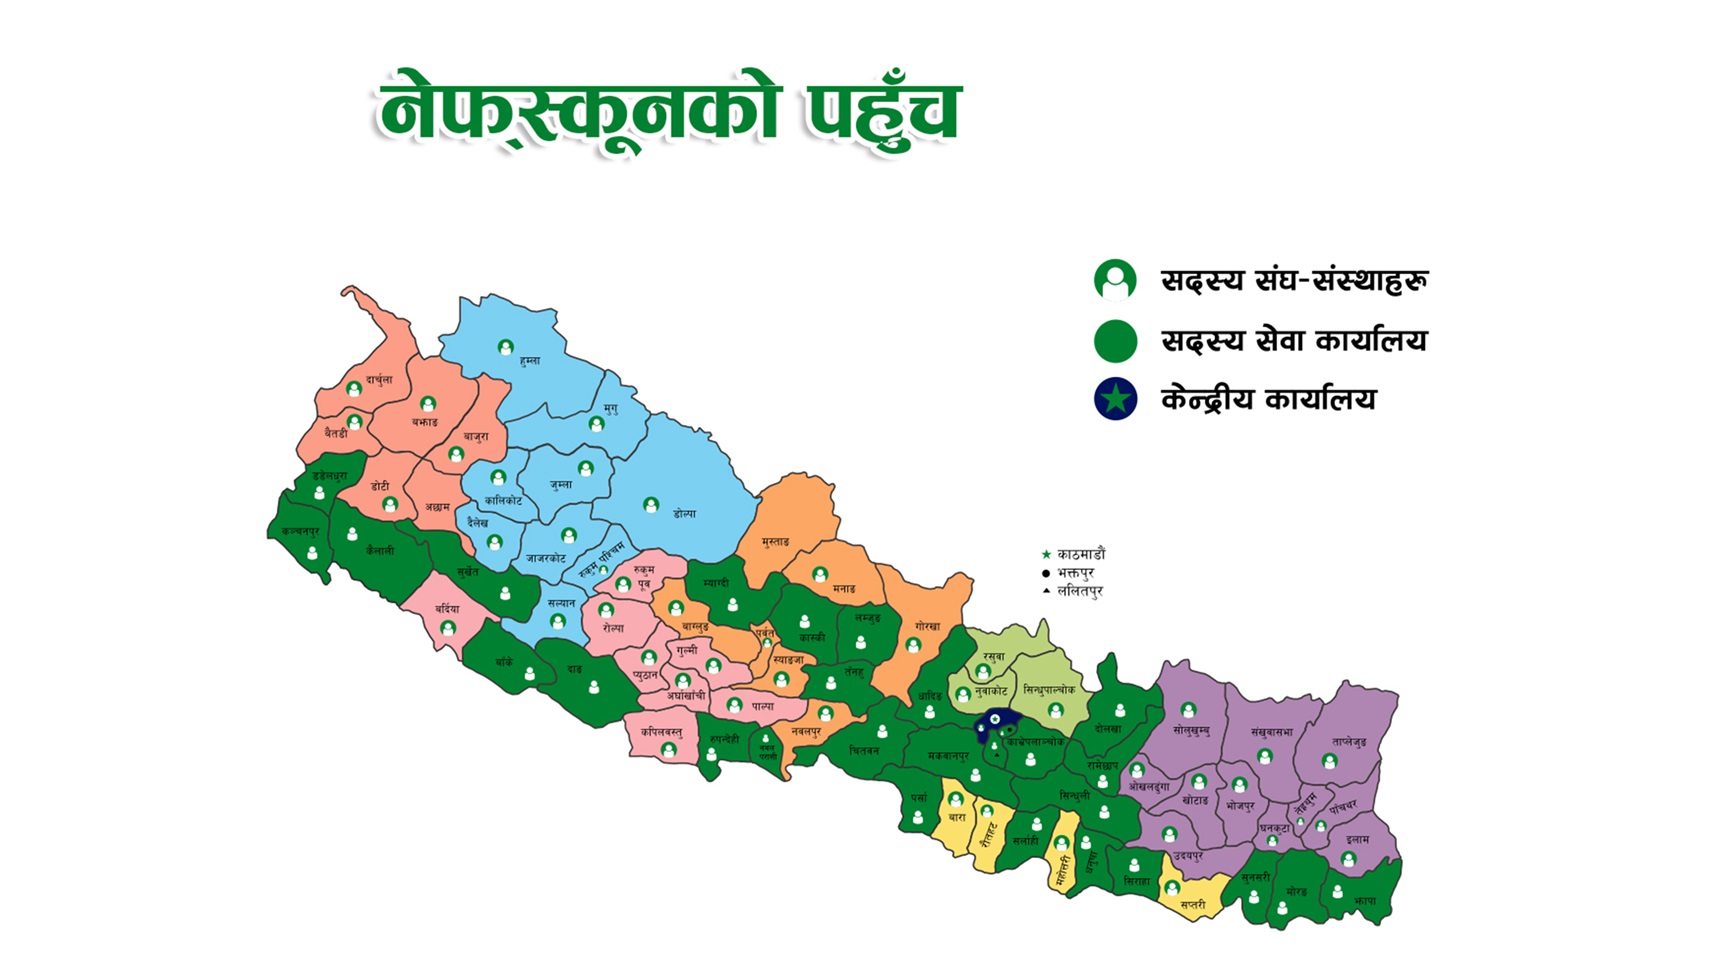 नेफ्स्कूनको पहुँच
सदस्य संघ-संस्थाहरू
सदस्य सेवा कार्यालय
केन्द्रीय कार्यालय
हुम्ला
दार्चुला
मुगु
बझाङ
बैतडी
बाजुरा
डडेलधुरा
डोटी
जुम्ला
कालिकोट
अछाम
डोल्पा
दैलेख
कञ्चनपुर
कैलाली
मुस्ताङ
जाजरकोट
रुकुम पश्चिम
काठमाडौं
भक्तपुर
ललितपुर
सुर्खेत
रुकुम
पूव
म्याग्दी
मनाङ
सल्यान
बर्दिया
रोल्पा
बाग्लुङ
पर्वत
कास्की
लम्जुङ
गोरखा
गुल्मी
स्याङजा
रसुवा
बाँके
दाङ
प्युठान
तनहु
नुवाकोट
सिन्धुपाल्चोक
अर्घाखाँची
पाल्पा
धादिङ
कपिलवस्तु
रुपन्देही
नवल
परासी
नवलपुर
चितवन
मकवानपुर
काभ्रेपलाञ्चोक
दोलखा
सोलुखुम्बु
संखुवासभा
ताप्लेजुङ
रामेछाप
ओखलढुंगा
खोटाङ
भोजपुर
तेह्रथुम
पाँचथर
पर्सा
बारा
रौतहट
सर्लाही
सिन्धुली
महोत्तरी
धनुषा
सिराहा
उदयपुर
धनकुटा
इलाम
सप्तरी
सुनसरी
मोरङ
झापा